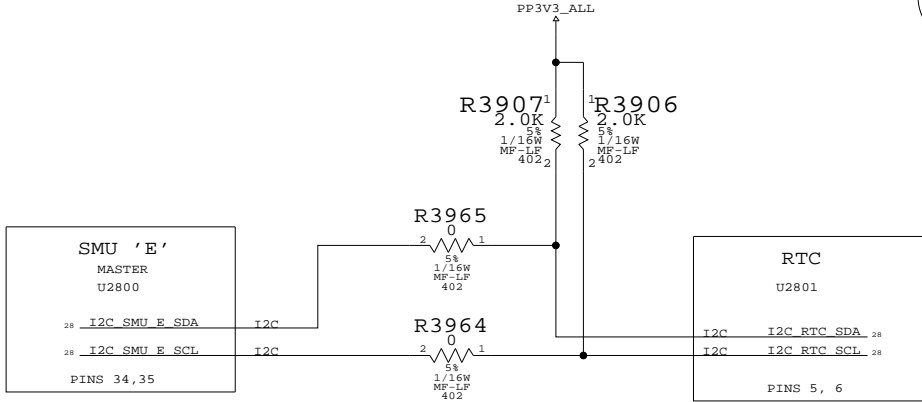 PP3V3_ALL
R3907
1
2.0K
5%
1/16W
MF-LF
402
2
1
R3906
2.0K
5%
1/16W
MF-LF
402
2
R3965
0
2
1
5%
1/16W
MF-LF
402
SMU 'E'
MASTER
U2800
28 I2C_SMU_E_SDA I2C
28 I2C_SMU_E_SCL I2C
PINS 34,35
R3964
0
2
1
5%
1/16W
MF-LF
402
RTC
U2801
I2C I2C_RTC_SDA 28
I2C I2C_RTC_SCL 28
PINS 5, 6